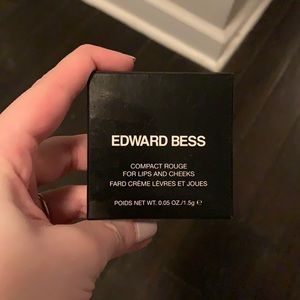 EDWARD BESS
COMPACT ROUGE
FOR LIPS AND CHEEKS
FARD CRÈME LÈVRES ET JOUES
POIDS NET WT. 0.05 OZ./1.5g ℮